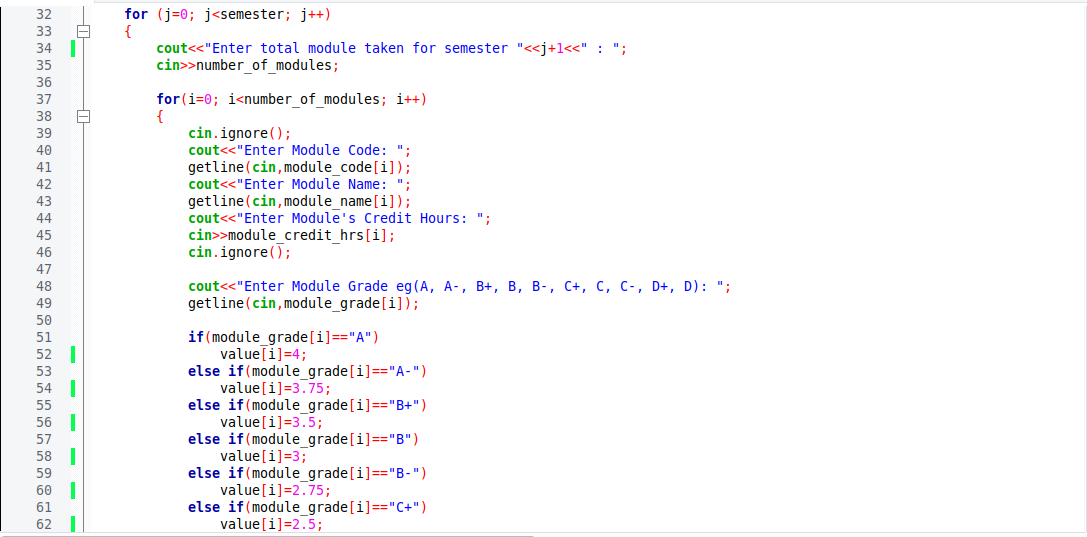 32 for (j=0; j<semester; j++)
33 {
34 cout<<"Enter total module taken for semester "<<j+1<<" : ";
35 cin>>number_of_modules;
36
37 for(i=0; i<number_of_modules; i++)
38 {
39 cin.ignore();
40 cout<<"Enter Module Code: ";
41 getline(cin,module_code[i]);
42 cout<<"Enter Module Name: ";
43 getline(cin,module_name[i]);
44 cout<<"Enter Module's Credit Hours: ";
45 cin>>module_credit_hrs[i];
46 cin.ignore();
47
48 cout<<"Enter Module Grade eg(A, A-, B+, B, B-, C+, C, C-, D+, D): ";
49 getline(cin,module_grade[i]);
50
51 if(module_grade[i]=="A")
52 value[i]=4;
53 else if(module_grade[i]=="A-")
54 value[i]=3.75;
55 else if(module_grade[i]=="B+")
56 value[i]=3.5;
57 else if(module_grade[i]=="B")
58 value[i]=3;
59 else if(module_grade[i]=="B-")
60 value[i]=2.75;
61 else if(module_grade[i]=="C+")
62 value[i]=2.5;